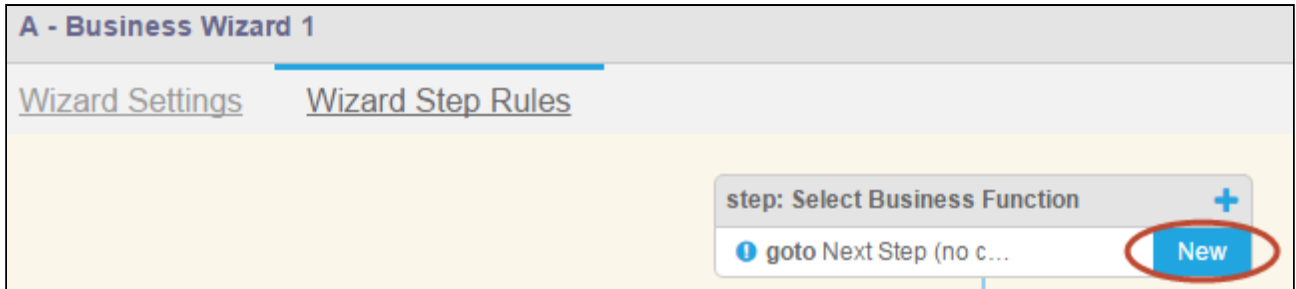 A - Business Wizard 1
Wizard Settings Wizard Step Rules
step: Select Business Function
goto Next Step (no c... New